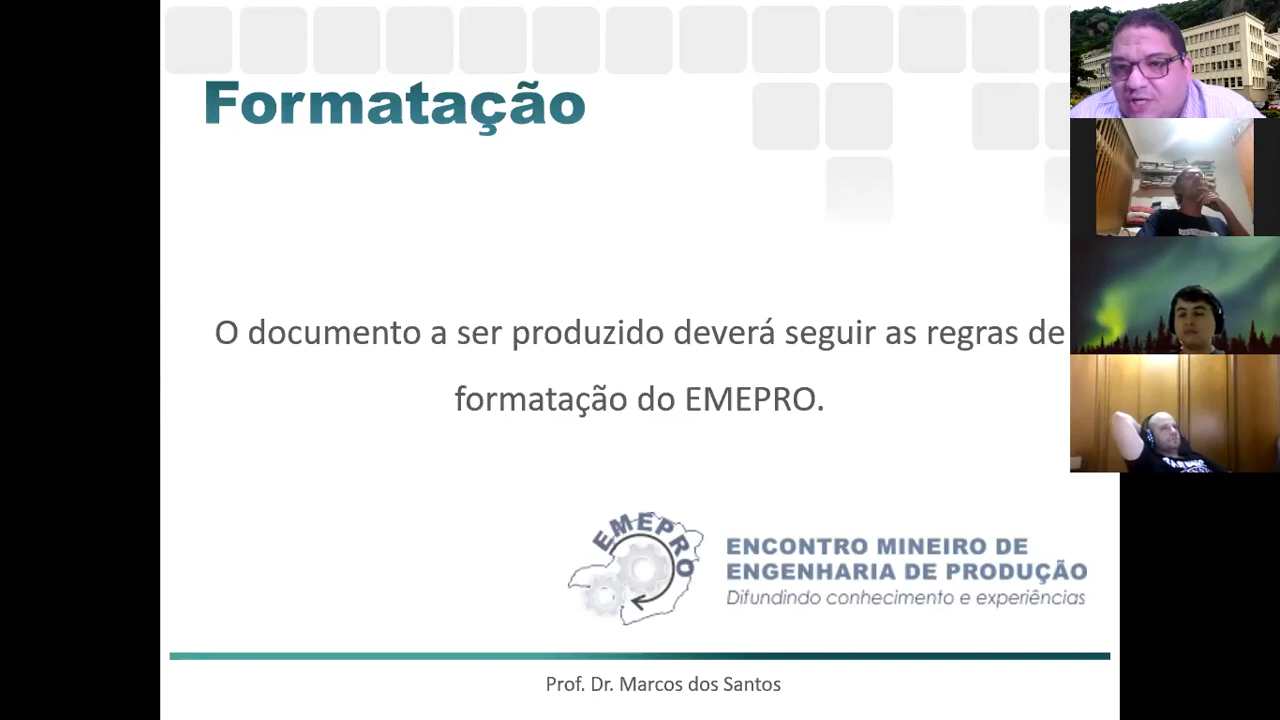 Formatação
O documento a ser produzido deverá seguir as regras de
formatação do EMEPRO.
EMEPRO
ENCONTRO MINEIRO DE
ENGENHARIA DE PRODUÇÃO
Difundindo conhecimento e experiências
Prof. Dr. Marcos dos Santos